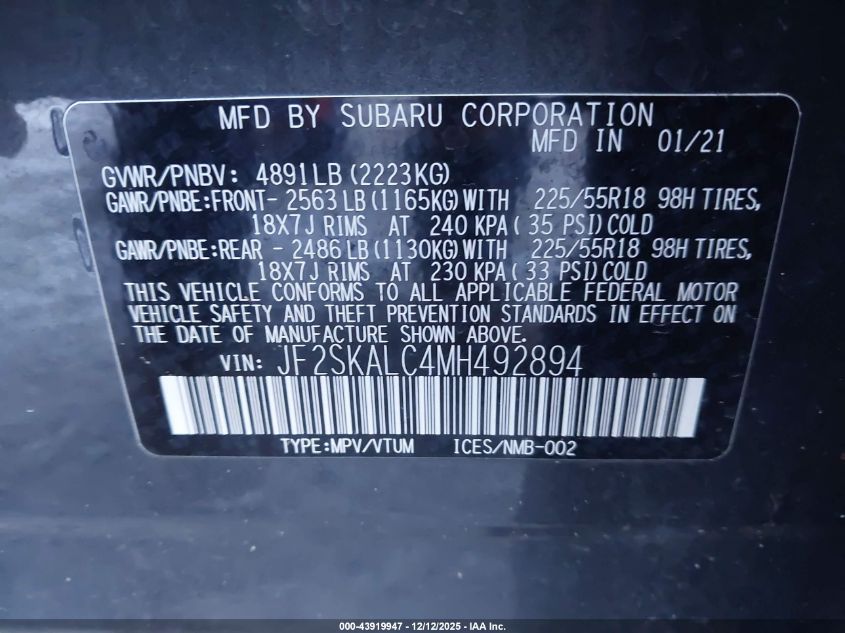 MFD BY SUBARU CORPORATION
MFD IN 01/21
GVWR/PNBV: 4891LB (2223KG)
GAWR/PNBE:FRONT- 2563 LB (1165KG) WITH 225/55R18 98H TIRES,
18X7J RIMS AT 240 KPA ( 35 PSI) COLD
GAWR/PNBE:REAR - 2486 LB (1130KG) WITH 225/55R18 98H TIRES,
18X7J RIMS AT 230 KPA ( 33 PSI) COLD
THIS VEHICLE CONFORMS TO ALL APPLICABLE FEDERAL MOTOR
VEHICLE SAFETY AND THEFT PREVENTION STANDARDS IN EFFECT ON
THE DATE OF MANUFACTURE SHOWN ABOVE.
VIN: JF2SKALC4MH492894
TYPE:MPV/VTUM ICES/NMB-002
000-43919947 - 12/12/2025 - IAA Inc.